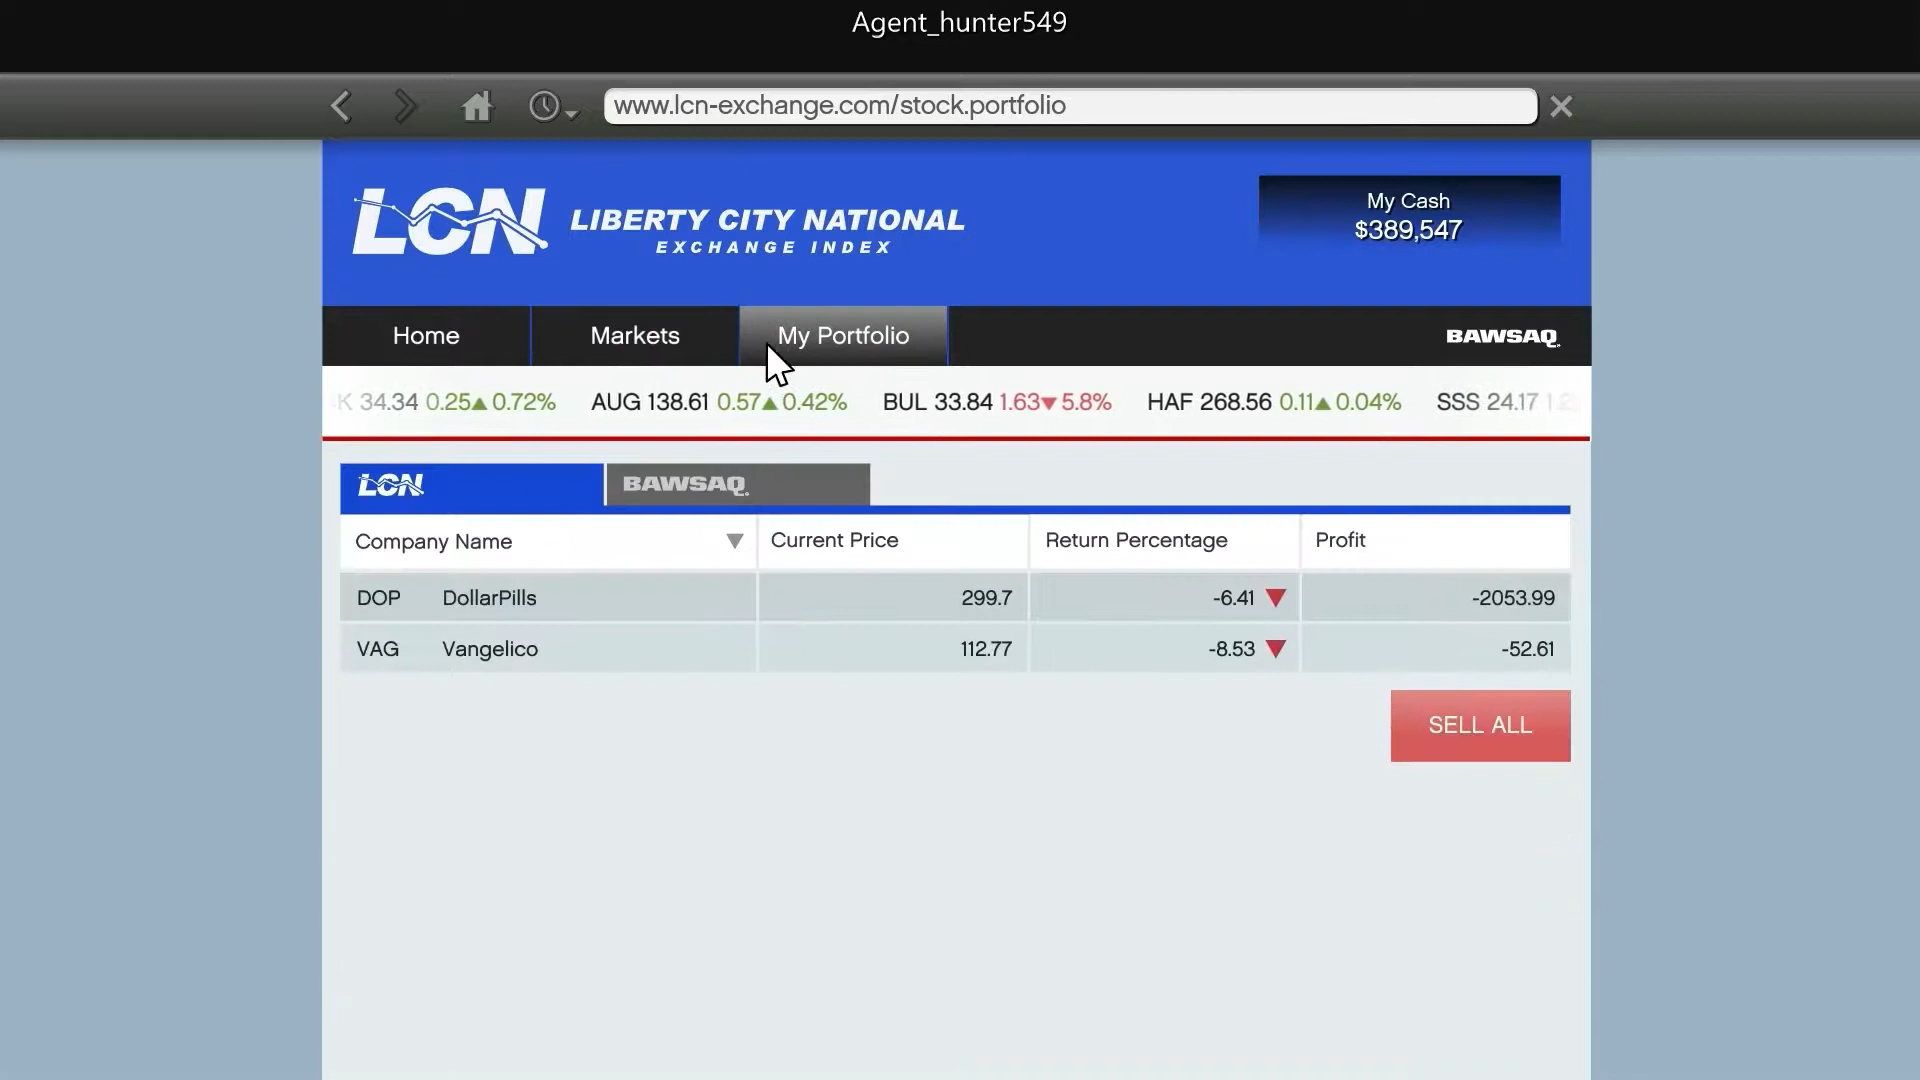 Agent_hunter549
www.lcn-exchange.com/stock.portfolio
LCN LIBERTY CITY NATIONAL
EXCHANGE INDEX
My Cash
$389,547
Home Markets My Portfolio BAWSAQ.
K 34.34 0.25▲0.72% AUG 138.61 0.57▲0.42% BUL 33.84 1.63▼5.8% HAF 268.56 0.11▲0.04% SSS 24.17
LCN BAWSAQ.
Company Name ▼ Current Price Return Percentage Profit
DOP DollarPills 299.7 -6.41 ▼ -2053.99
VAG Vangelico 112.77 -8.53 ▼ -52.61
SELL ALL